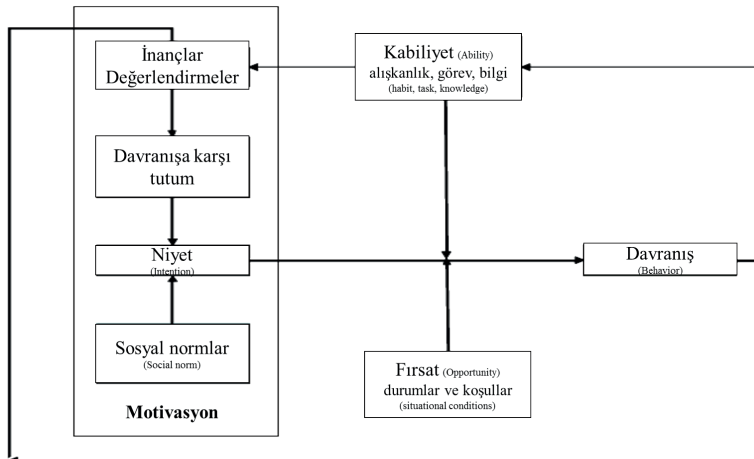 İnançlar
Değerlendirmeler
Kabiliyet (Ability)
alışkanlık, görev, bilgi
(habit, task, knowledge)
Davranışa karşı
tutum
Niyet
(Intention)
Davranış
(Behavior)
Sosyal normlar
(Social norm)
Fırsat (Opportunity)
durumlar ve koşullar
(situational conditions)
Motivasyon